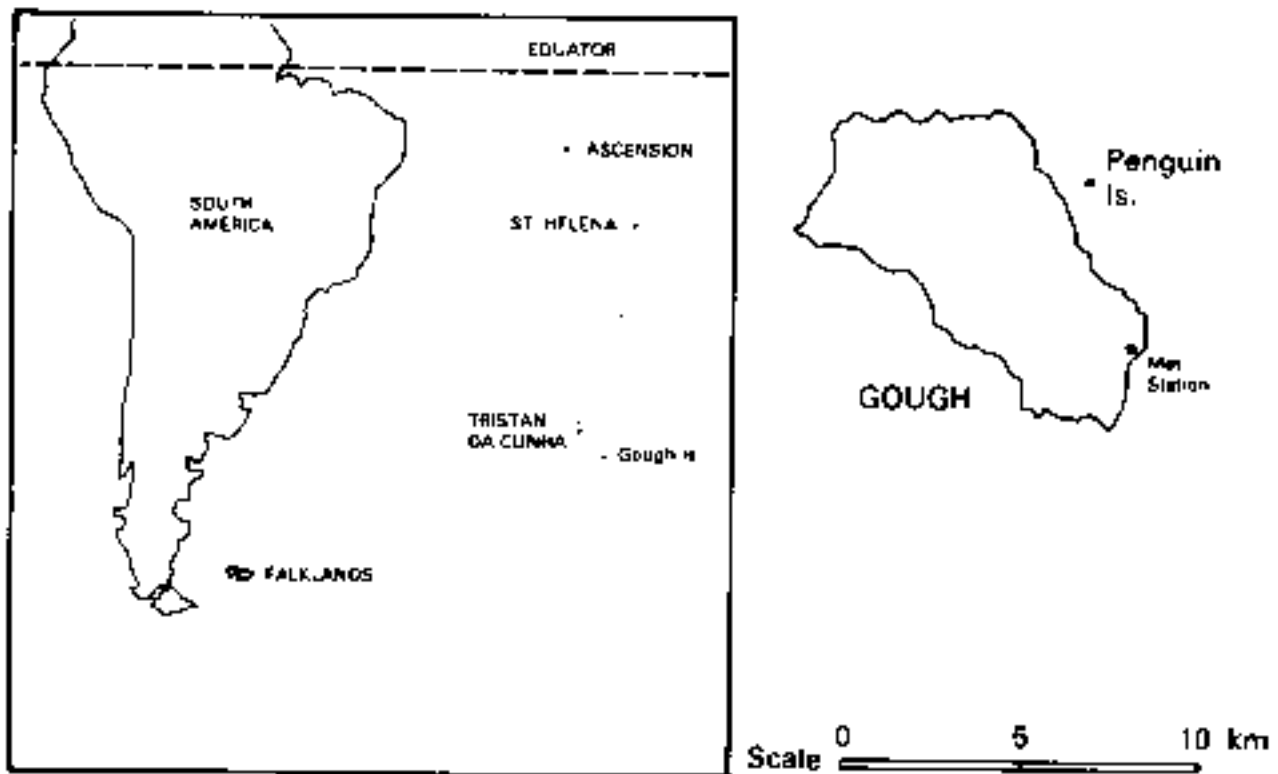 EQUATOR
ASCENSION
SOUTH
AMERICA
ST HELENA
TRISTAN
DA CUNHA
Gough
FALKLANDS
Penguin
Is.
Met
Station
GOUGH
Scale
0 5 10 km